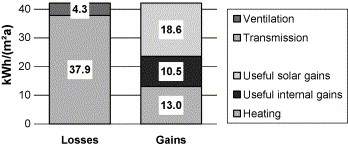 kWh/(m²a)
40
30
20
10
0
4.3
37.9
18.6
10.5
13.0
Losses
Gains
Ventilation
Transmission
Useful solar gains
Useful internal gains
Heating